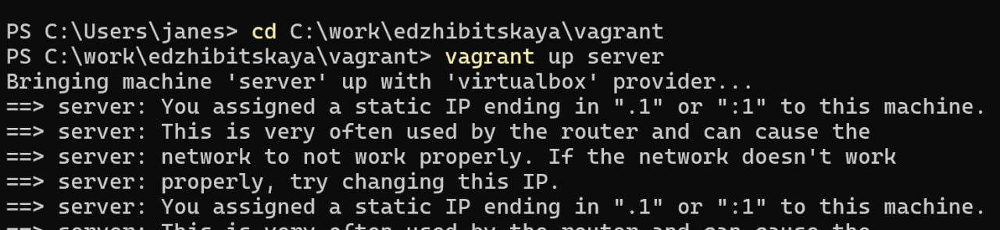 PS C:\Users\janes> cd C:\work\edzhibitskaya\vagrant
PS C:\work\edzhibitskaya\vagrant> vagrant up server
Bringing machine 'server' up with 'virtualbox' provider...
==> server: You assigned a static IP ending in ".1" or ":1" to this machine.
==> server: This is very often used by the router and can cause the
==> server: network to not work properly. If the network doesn't work
==> server: properly, try changing this IP.
==> server: You assigned a static IP ending in ".1" or ":1" to this machine.
==> server: This is very often used by the router and can cause the